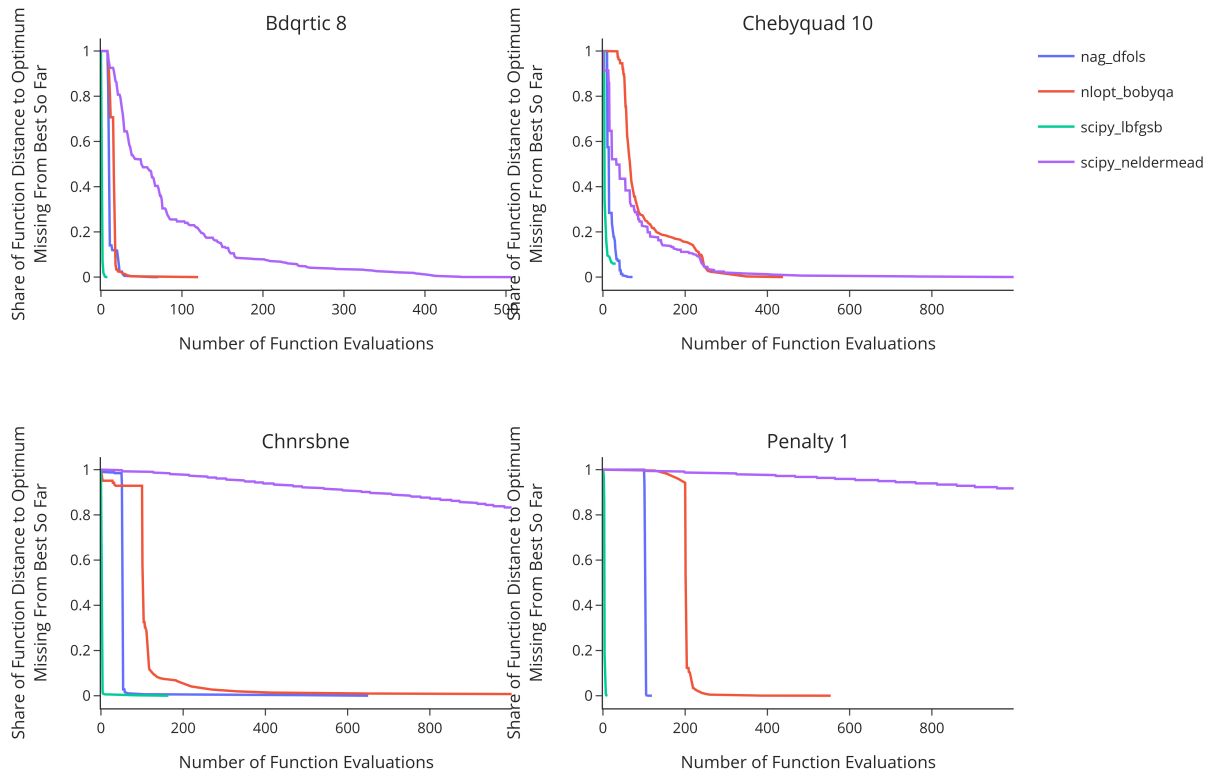 Bdqrtic 8
Share of Function Distance to Optimum
Missing From Best So Far
1
0.8
0.6
0.4
0.2
0
0
100
200
300
400
500
Number of Function Evaluations
Chebyquad 10
Share of Function Distance to Optimum
Missing From Best So Far
1
0.8
0.6
0.4
0.2
0
0
200
400
600
800
Number of Function Evaluations
nag_dfols
nlopt_bobyqa
scipy_lbfgsb
scipy_neldermead
Chnrsbne
Share of Function Distance to Optimum
Missing From Best So Far
1
0.8
0.6
0.4
0.2
0
0
200
400
600
800
Number of Function Evaluations
Penalty 1
Share of Function Distance to Optimum
Missing From Best So Far
1
0.8
0.6
0.4
0.2
0
0
200
400
600
800
Number of Function Evaluations